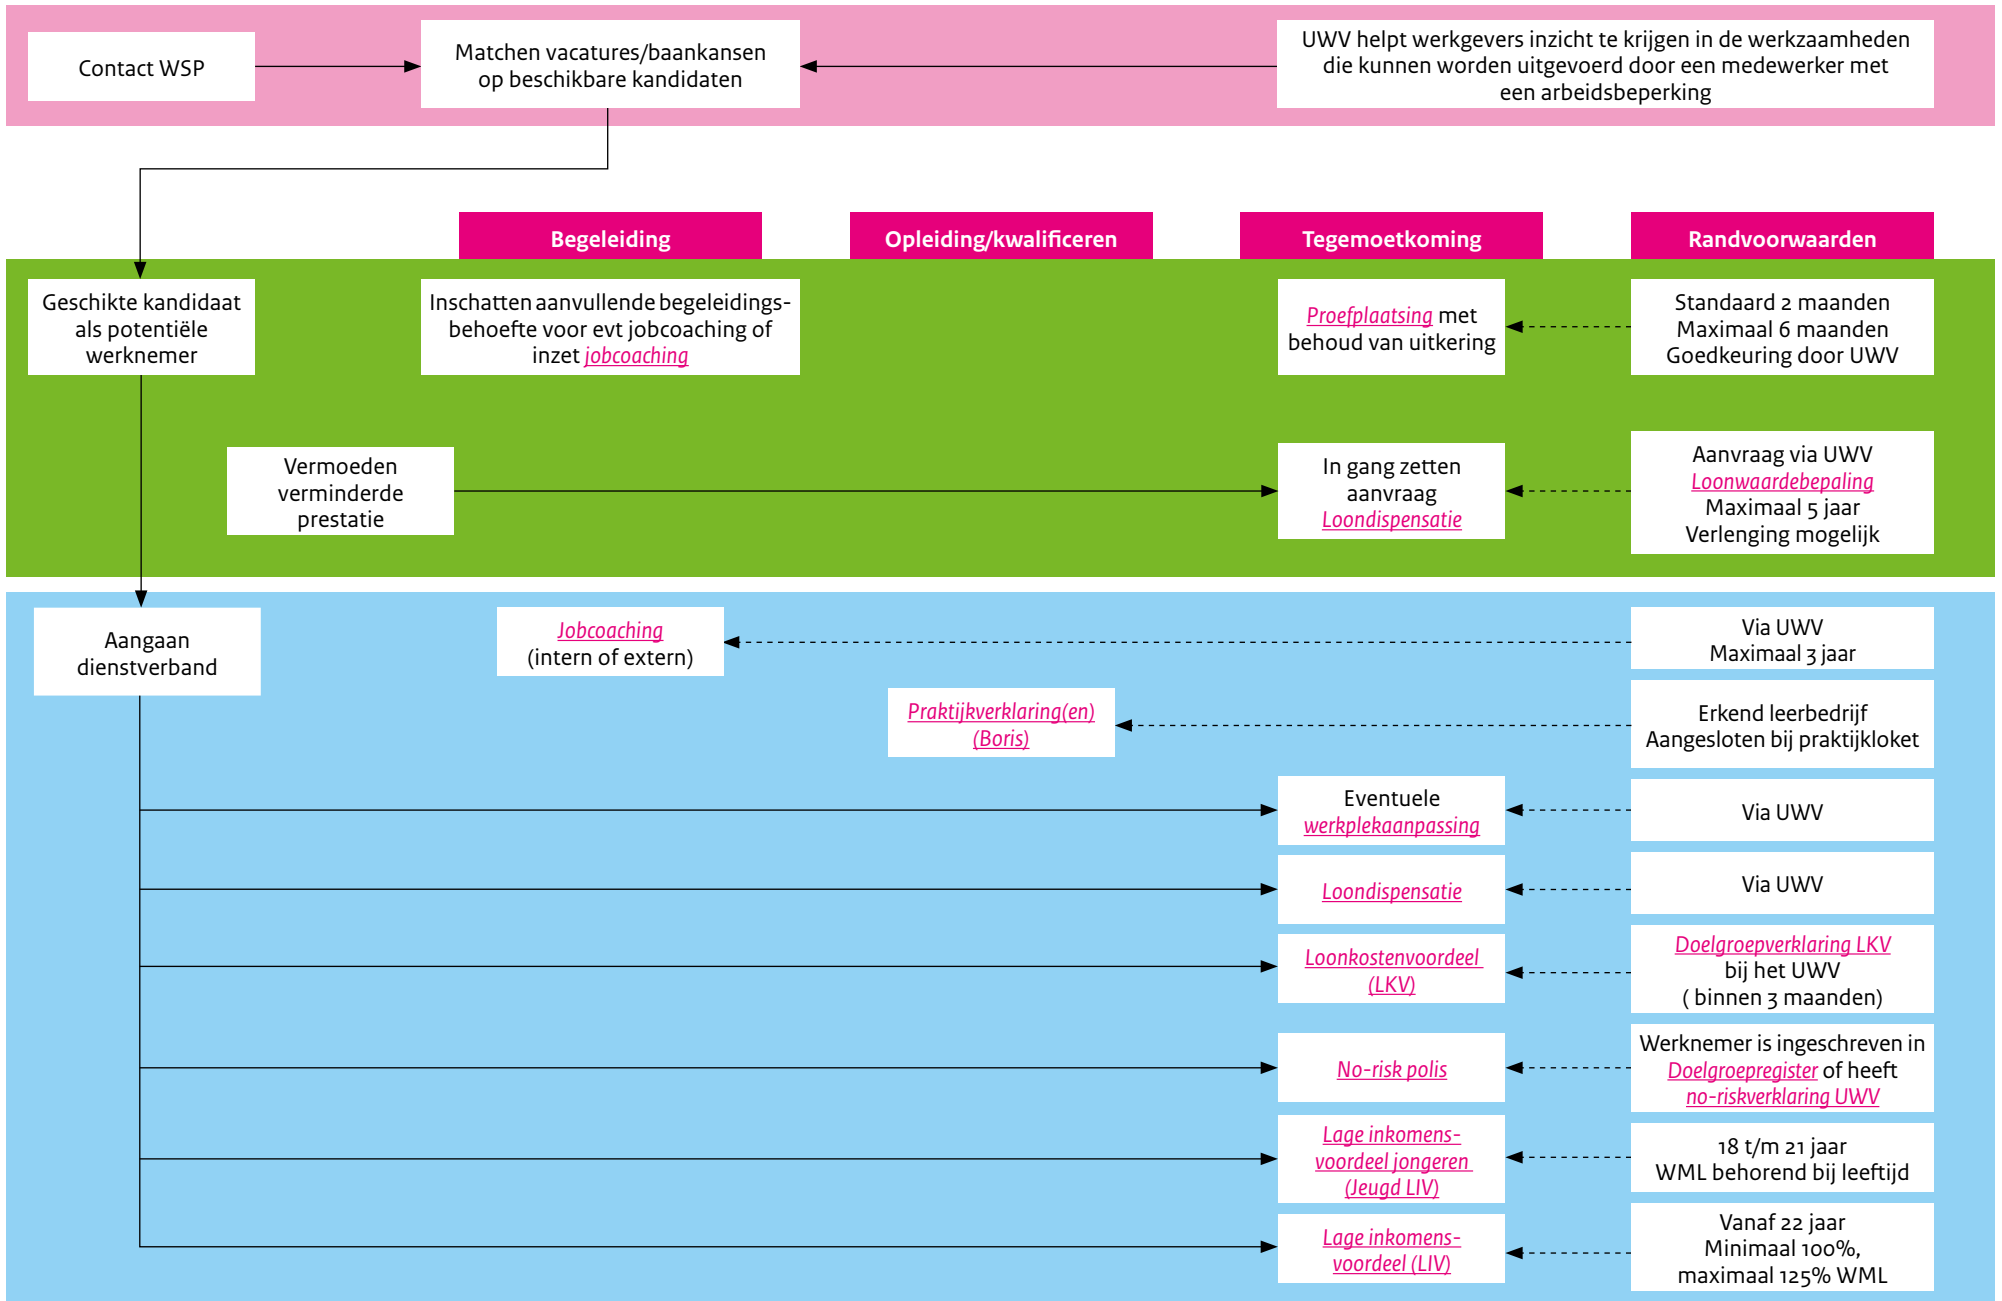 Contact WSP
Matchen vacatures/baankansen
op beschikbare kandidaten
UWV helpt werkgevers inzicht te krijgen in de werkzaamheden
die kunnen worden uitgevoerd door een medewerker met
een arbeidsbeperking
Begeleiding
Opleiding/kwalificeren
Tegemoetkoming
Randvoorwaarden
Geschikte kandidaat
als potentiële
werknemer
Inschatten aanvullende begeleidings-
behoefte voor evt jobcoaching of
inzet jobcoaching
Proefplaatsing met
behoud van uitkering
Standaard 2 maanden
Maximaal 6 maanden
Goedkeuring door UWV
Vermoeden
verminderde
prestatie
In gang zetten
aanvraag
Loondispensatie
Aanvraag via UWV
Loonwaardebepaling
Maximaal 5 jaar
Verlenging mogelijk
Aangaan
dienstverband
Jobcoaching
(intern of extern)
Via UWV
Maximaal 3 jaar
Praktijkverklaring(en)
(Boris)
Erkend leerbedrijf
Aangesloten bij praktijkloket
Eventuele
werkplekaanpassing
Via UWV
Loondispensatie
Via UWV
Loonkostenvoordeel
(LKV)
Doelgroepverklaring LKV
bij het UWV
( binnen 3 maanden)
No-risk polis
Werknemer is ingeschreven in
Doelgroepregister of heeft
no-riskverklaring UWV
Lage inkomens-
voordeel jongeren
(Jeugd LIV)
18 t/m 21 jaar
WML behorend bij leeftijd
Lage inkomens-
voordeel (LIV)
Vanaf 22 jaar
Minimaal 100%,
maximaal 125% WML